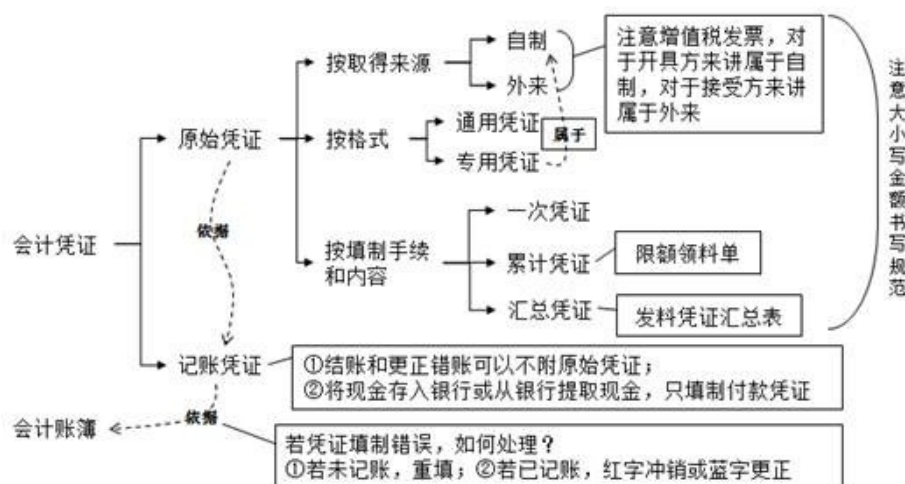 会计凭证
原始凭证
依据
记账凭证
依据
会计账簿
按取得来源
自制
外来
注意增值税发票，对
于开具方来讲属于自
制，对于接受方来讲
属于外来
按格式
通用凭证
专用凭证
属于
按填制手续
和内容
一次凭证
累计凭证
限额领料单
汇总凭证
发料凭证汇总表
注意大小写金额书写规范
①结账和更正错账可以不附原始凭证；
②将现金存入银行或从银行提取现金，只填制付款凭证
若凭证填制错误，如何处理？
①若未记账，重填；②若已记账，红字冲销或蓝字更正